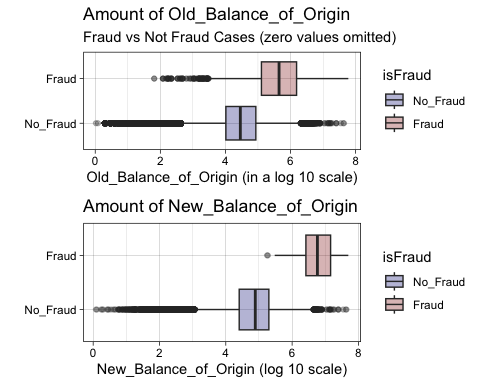 Amount of Old_Balance_of_Origin
Fraud vs Not Fraud Cases (zero values omitted)
Fraud
No_Fraud
0 2 4 6 8
Old_Balance_of_Origin (in a log 10 scale)
isFraud
No_Fraud
Fraud
Amount of New_Balance_of_Origin
Fraud
No_Fraud
0 2 4 6 8
New_Balance_of_Origin (log 10 scale)
isFraud
No_Fraud
Fraud